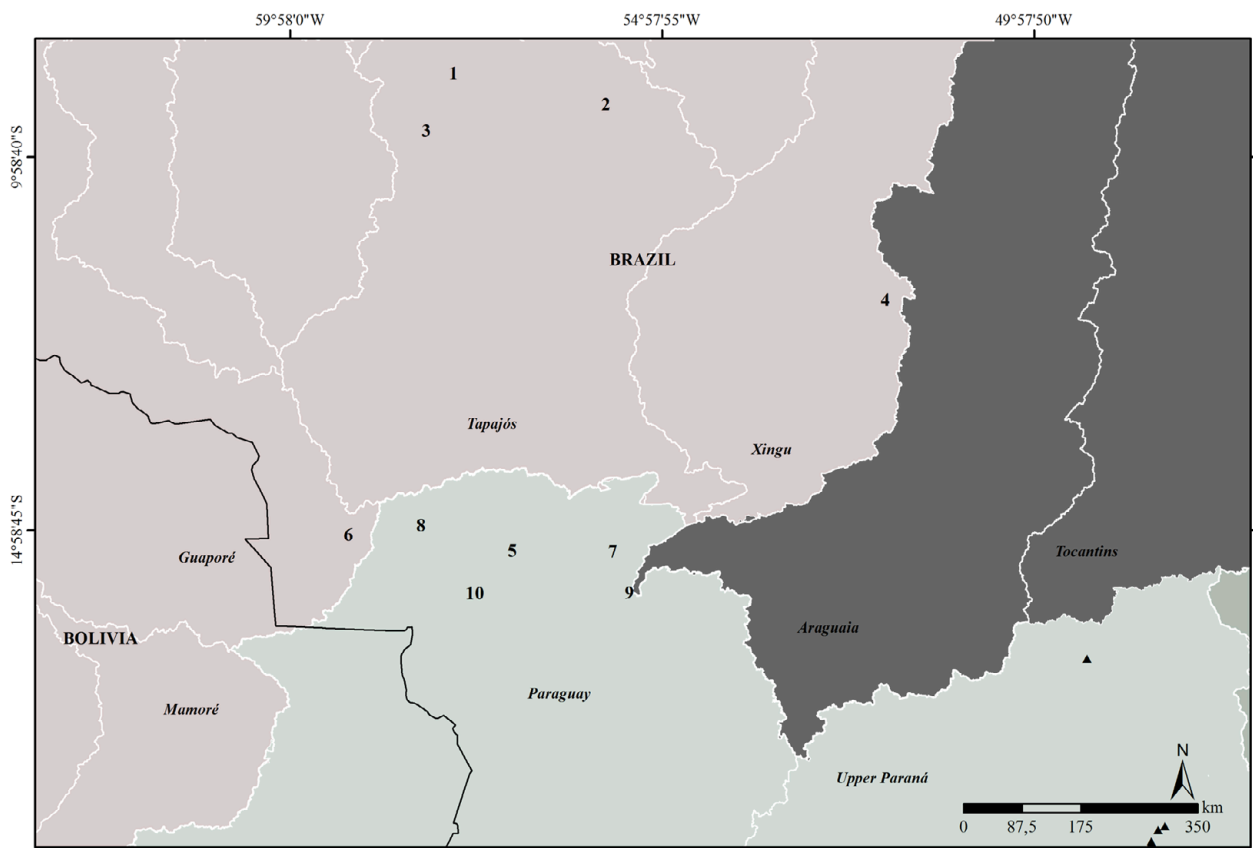 59°58'0"W 54°57'55"W 49°57'50"W
1
2
3
9°58'40"S
BRAZIL
4
Tapajós
Xingu
14°58'45"S
8
6
5
7
Guaporé
Tocantins
10
9
Araguaia
BOLIVIA
Paraguay
Mamoré
N
Upper Paraná
km
0 87,5 175 350